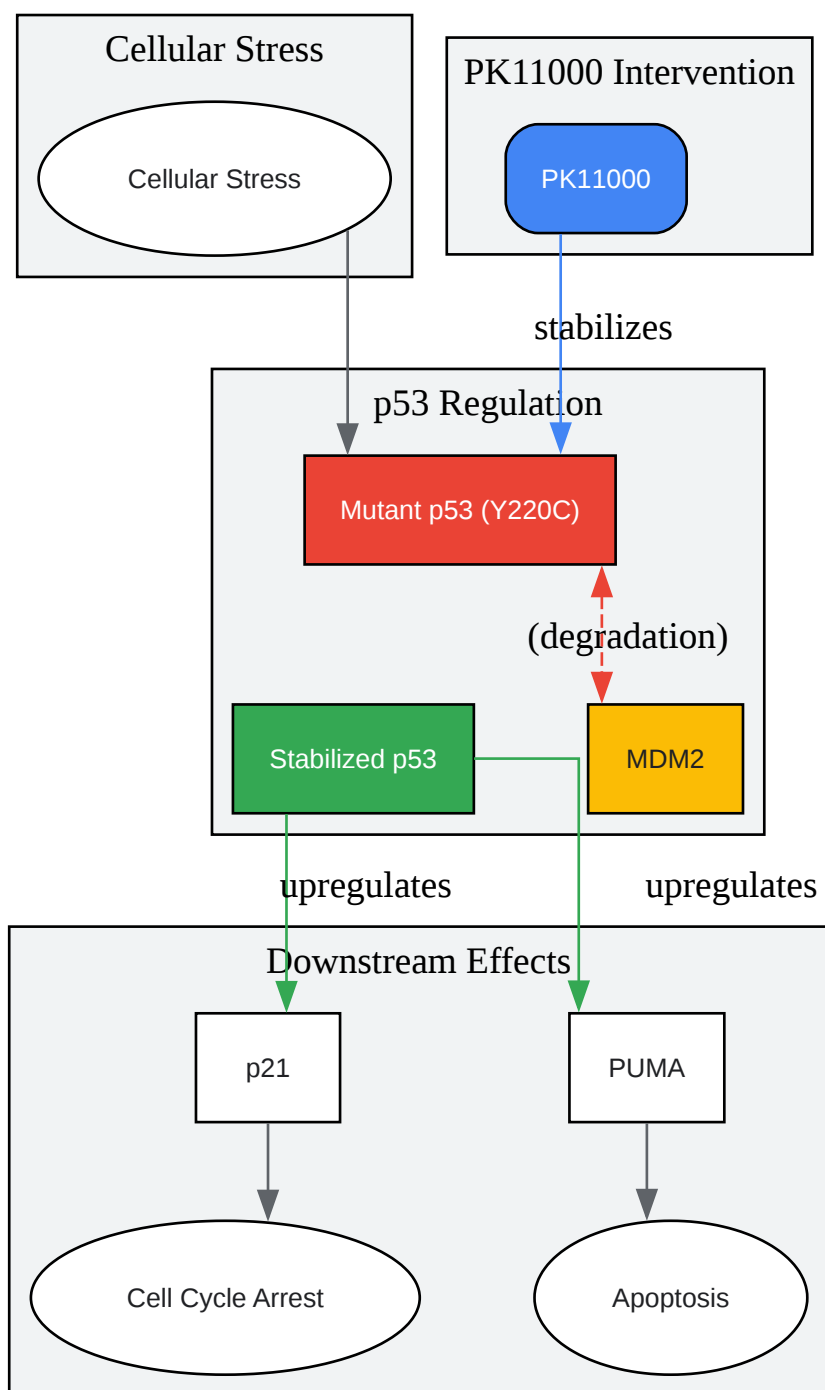 Cellular Stress
PK11000 Intervention
Cellular Stress
PK11000
stabilizes
p53 Regulation
Mutant p53 (Y220C)
(degradation)
Stabilized p53
MDM2
upregulates
upregulates
Downstream Effects
p21
PUMA
Cell Cycle Arrest
Apoptosis